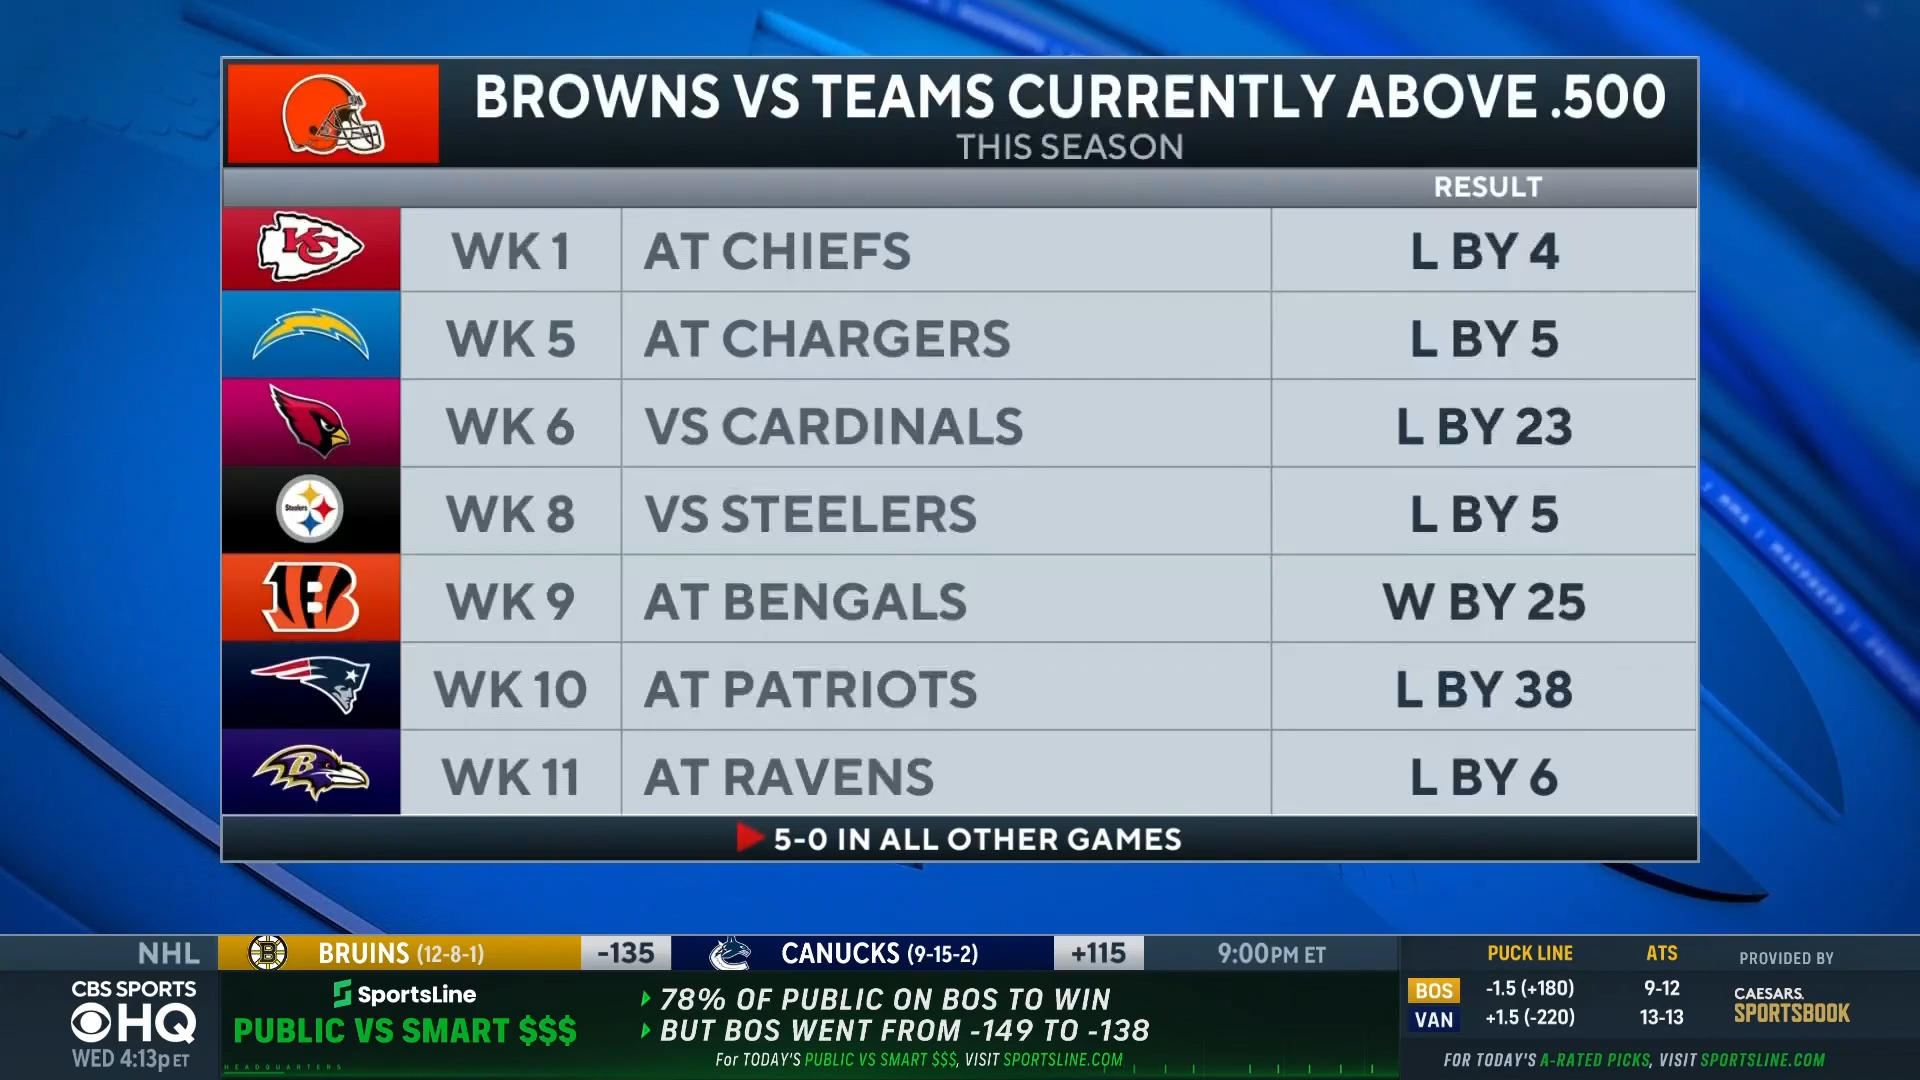 BROWNS VS TEAMS CURRENTLY ABOVE .500
THIS SEASON
RESULT
KC WK 1 AT CHIEFS L BY 4
WK 5 AT CHARGERS L BY 5
WK 6 VS CARDINALS L BY 23
Steelers WK 8 VS STEELERS L BY 5
B WK 9 AT BENGALS W BY 25
WK 10 AT PATRIOTS L BY 38
B WK 11 AT RAVENS L BY 6
5-0 IN ALL OTHER GAMES
NHL B BRUINS (12-8-1) -135 CANUCKS (9-15-2) +115 9:00PM ET
CBS SPORTS
HQ
WED 4:13p ET
SportsLine
PUBLIC VS SMART $$$
HEADQUARTERS
78% OF PUBLIC ON BOS TO WIN
BUT BOS WENT FROM -149 TO -138
FOR TODAY'S PUBLIC VS SMART $$$, VISIT SPORTSLINE.COM
PUCK LINE ATS
BOS -1.5 (+180) 9-12
VAN +1.5 (-220) 13-13
PROVIDED BY
CAESARS
SPORTSBOOK
FOR TODAY'S A-RATED PICKS, VISIT SPORTSLINE.COM